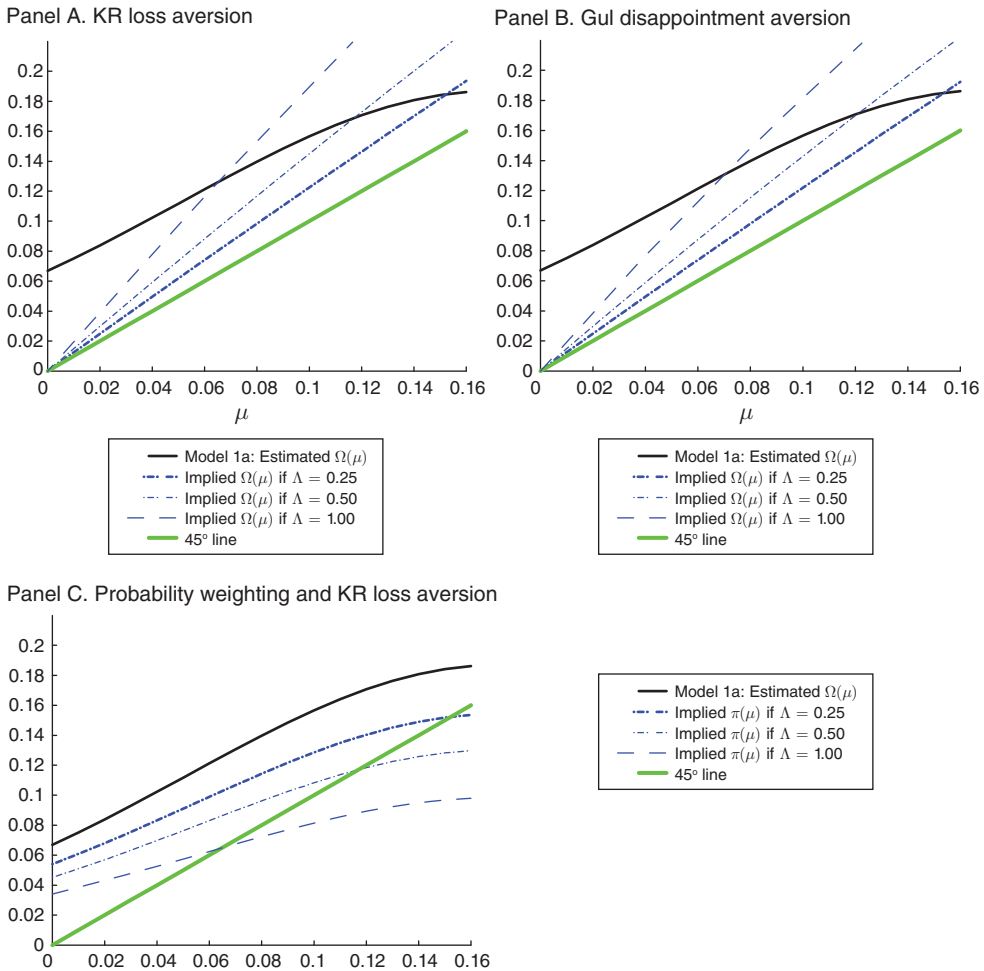 Panel A. KR loss aversion
0.2
0.18
0.16
0.14
0.12
0.1
0.08
0.06
0.04
0.02
0
0 0.02 0.04 0.06 0.08 0.1 0.12 0.14 0.16
μ
Model 1a: Estimated Ω(μ)
Implied Ω(μ) if Λ = 0.25
Implied Ω(μ) if Λ = 0.50
Implied Ω(μ) if Λ = 1.00
45° line
Panel B. Gul disappointment aversion
0.2
0.18
0.16
0.14
0.12
0.1
0.08
0.06
0.04
0.02
0
0 0.02 0.04 0.06 0.08 0.1 0.12 0.14 0.16
μ
Model 1a: Estimated Ω(μ)
Implied Ω(μ) if Λ = 0.25
Implied Ω(μ) if Λ = 0.50
Implied Ω(μ) if Λ = 1.00
45° line
Panel C. Probability weighting and KR loss aversion
0.2
0.18
0.16
0.14
0.12
0.1
0.08
0.06
0.04
0.02
0
0 0.02 0.04 0.06 0.08 0.1 0.12 0.14 0.16
Model 1a: Estimated Ω(μ)
Implied π(μ) if Λ = 0.25
Implied π(μ) if Λ = 0.50
Implied π(μ) if Λ = 1.00
45° line